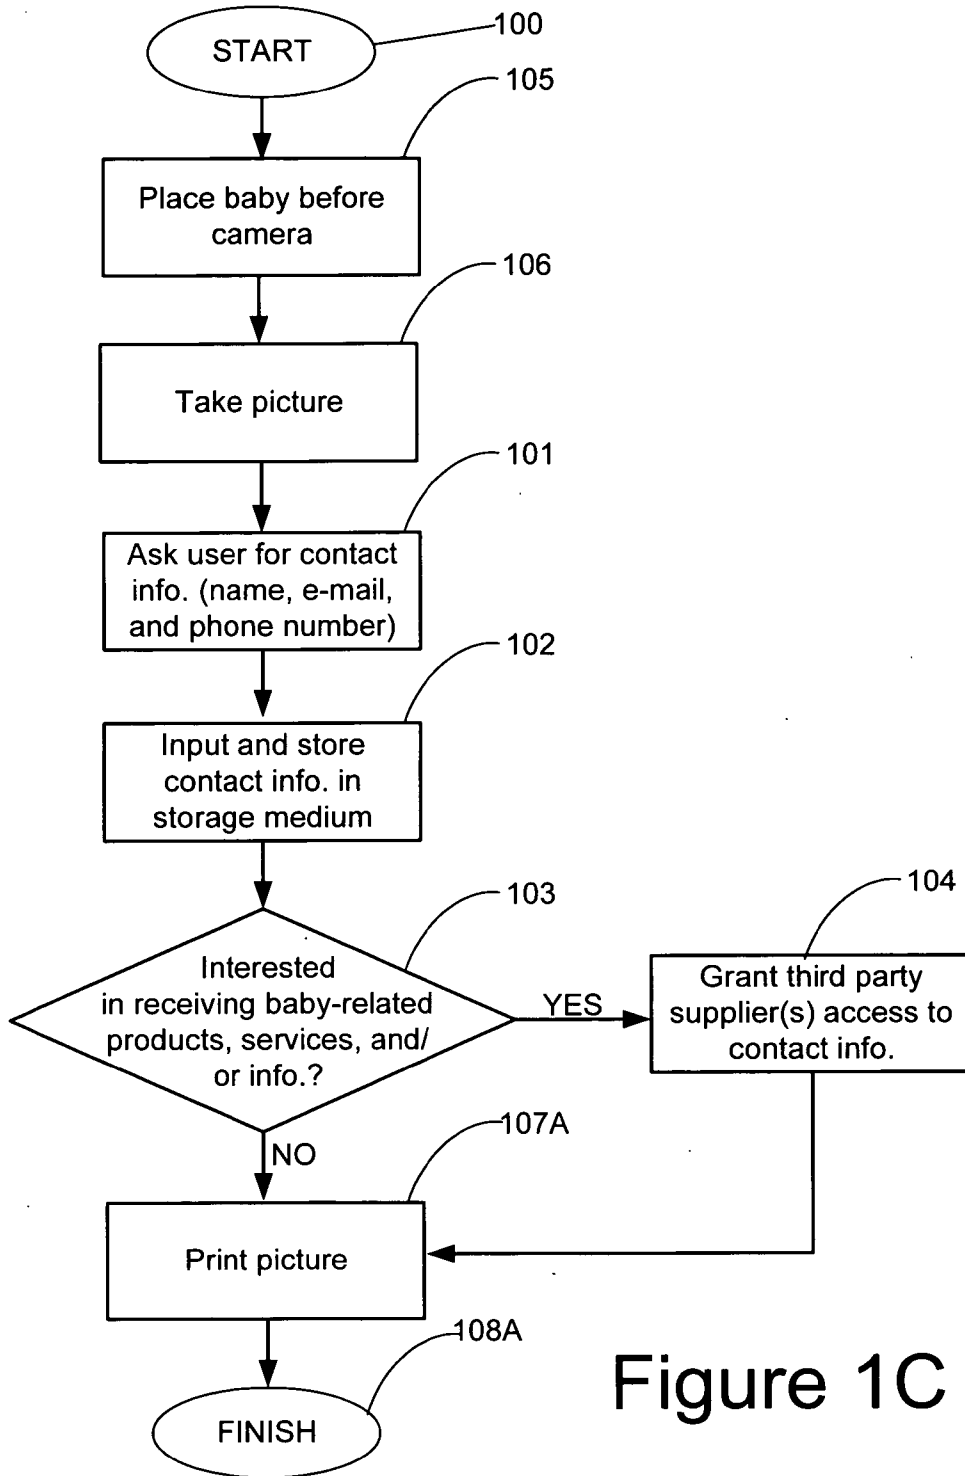 START
100
105
Place baby before
camera
106
Take picture
101
Ask user for contact
info. (name, e-mail,
and phone number)
102
Input and store
contact info. in
storage medium
103
Interested
in receiving baby-related
products, services, and/
or info.?
YES
104
Grant third party
supplier(s) access to
contact info.
NO
107A
Print picture
108A
FINISH
Figure 1C